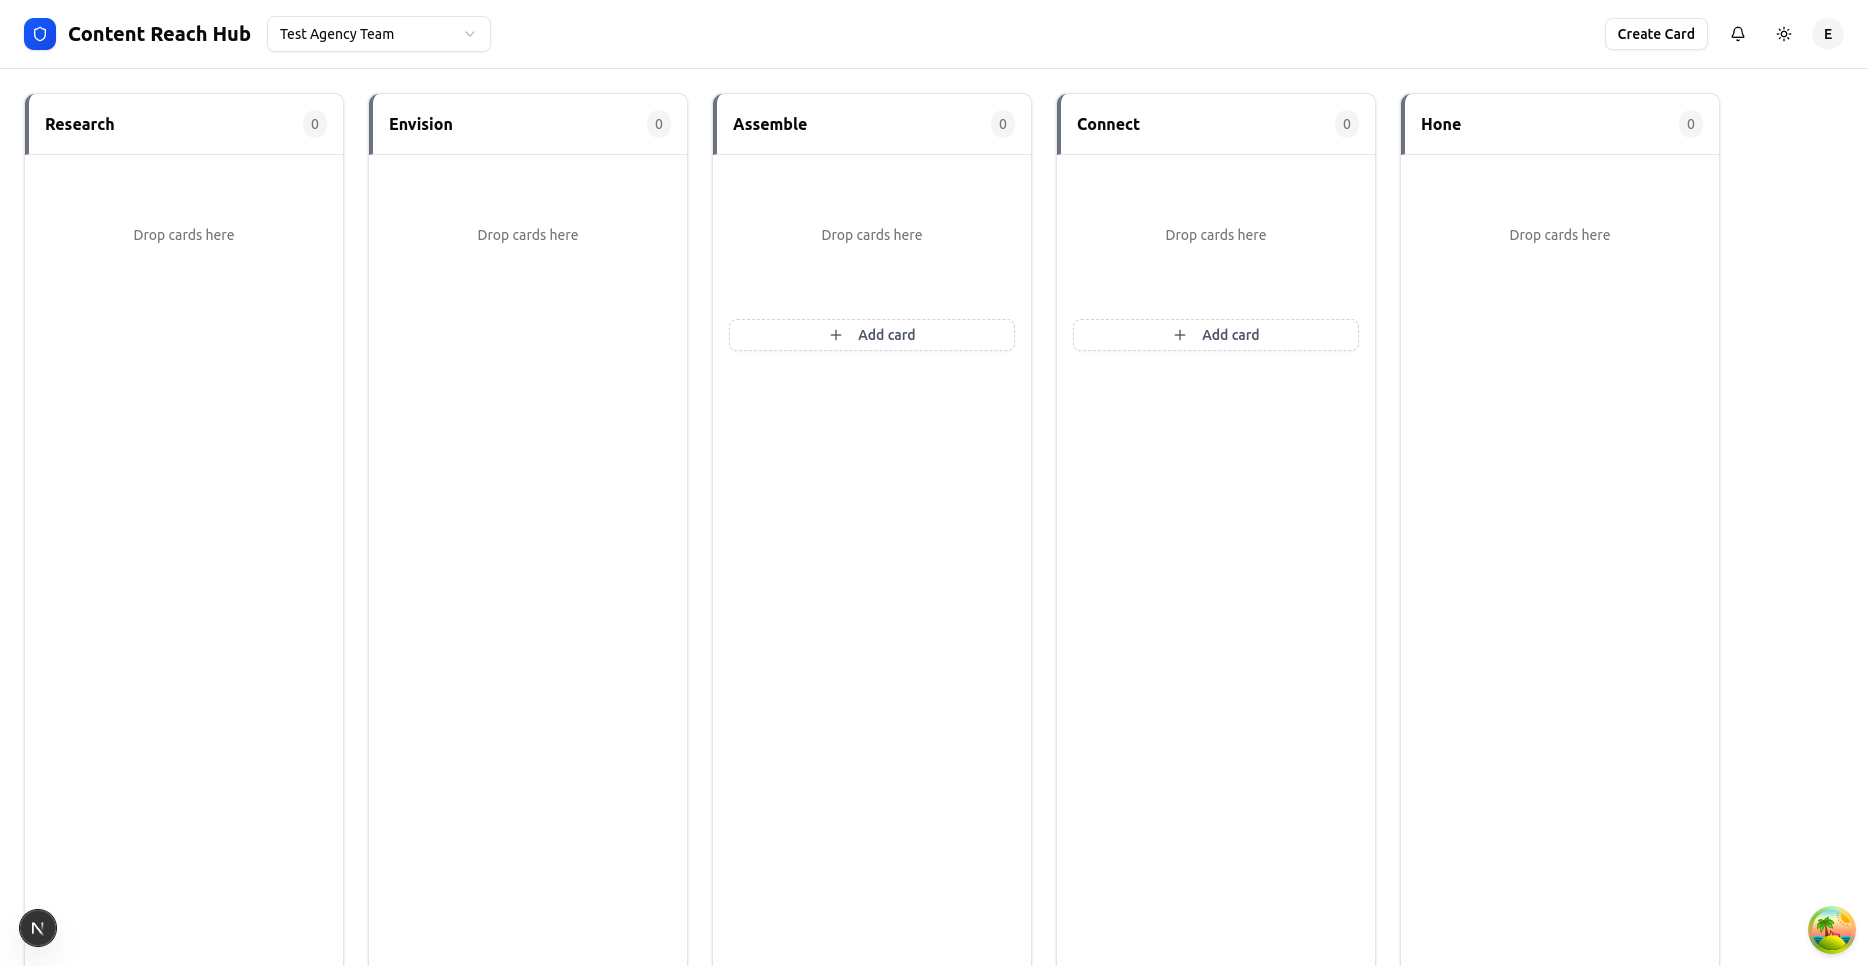 Content Reach Hub
Test Agency Team
Create Card
E
Research 0
Envision 0
Assemble 0
Connect 0
Hone 0
Drop cards here
Drop cards here
Drop cards here
Drop cards here
Drop cards here
Add card
Add card
N